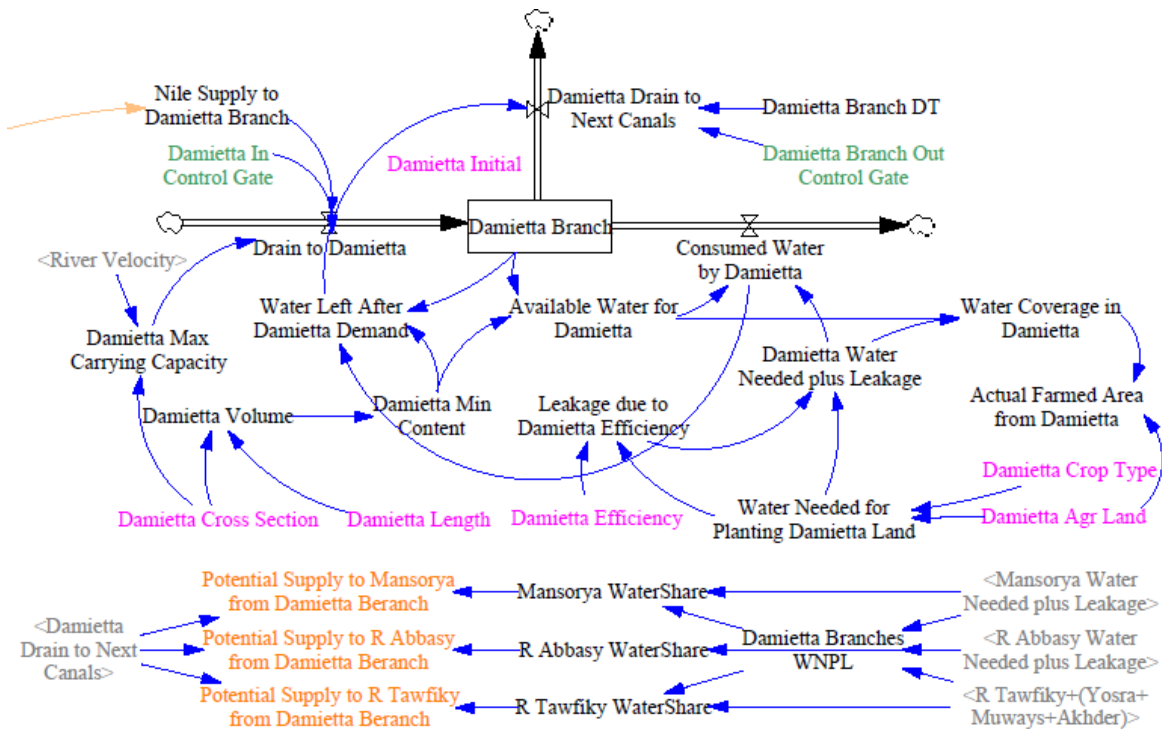 Nile Supply to
Damietta Branch
Damietta In
Control Gate
Damietta Initial
Damietta Drain to
Next Canals
Damietta Branch DT
Damietta Branch Out
Control Gate
Damietta Branch
Drain to Damietta
Consumed Water
by Damietta
<River Velocity>
Water Left After
Damietta Demand
Available Water for
Damietta
Water Coverage in
Damietta
Damietta Max
Carrying Capacity
Damietta Water
Needed plus Leakage
Damietta Volume
Damietta Min
Content
Leakage due to
Damietta Efficiency
Actual Farmed Area
from Damietta
Damietta Crop Type
Damietta Cross Section
Damietta Length
Damietta Efficiency
Water Needed for
Planting Damietta Land
Damietta Agr Land
Potential Supply to Mansorya
from Damietta Beranch
Mansorya WaterShare
<Mansorya Water
Needed plus Leakage>
<Damietta
Drain to Next
Canals>
Potential Supply to R Abbasy
from Damietta Beranch
R Abbasy WaterShare
Damietta Branches
WNPL
<R Abbasy Water
Needed plus Leakage>
Potential Supply to R Tawfiky
from Damietta Beranch
R Tawfiky WaterShare
<R Tawfiky+(Yosra+
Muways+Akhder)>